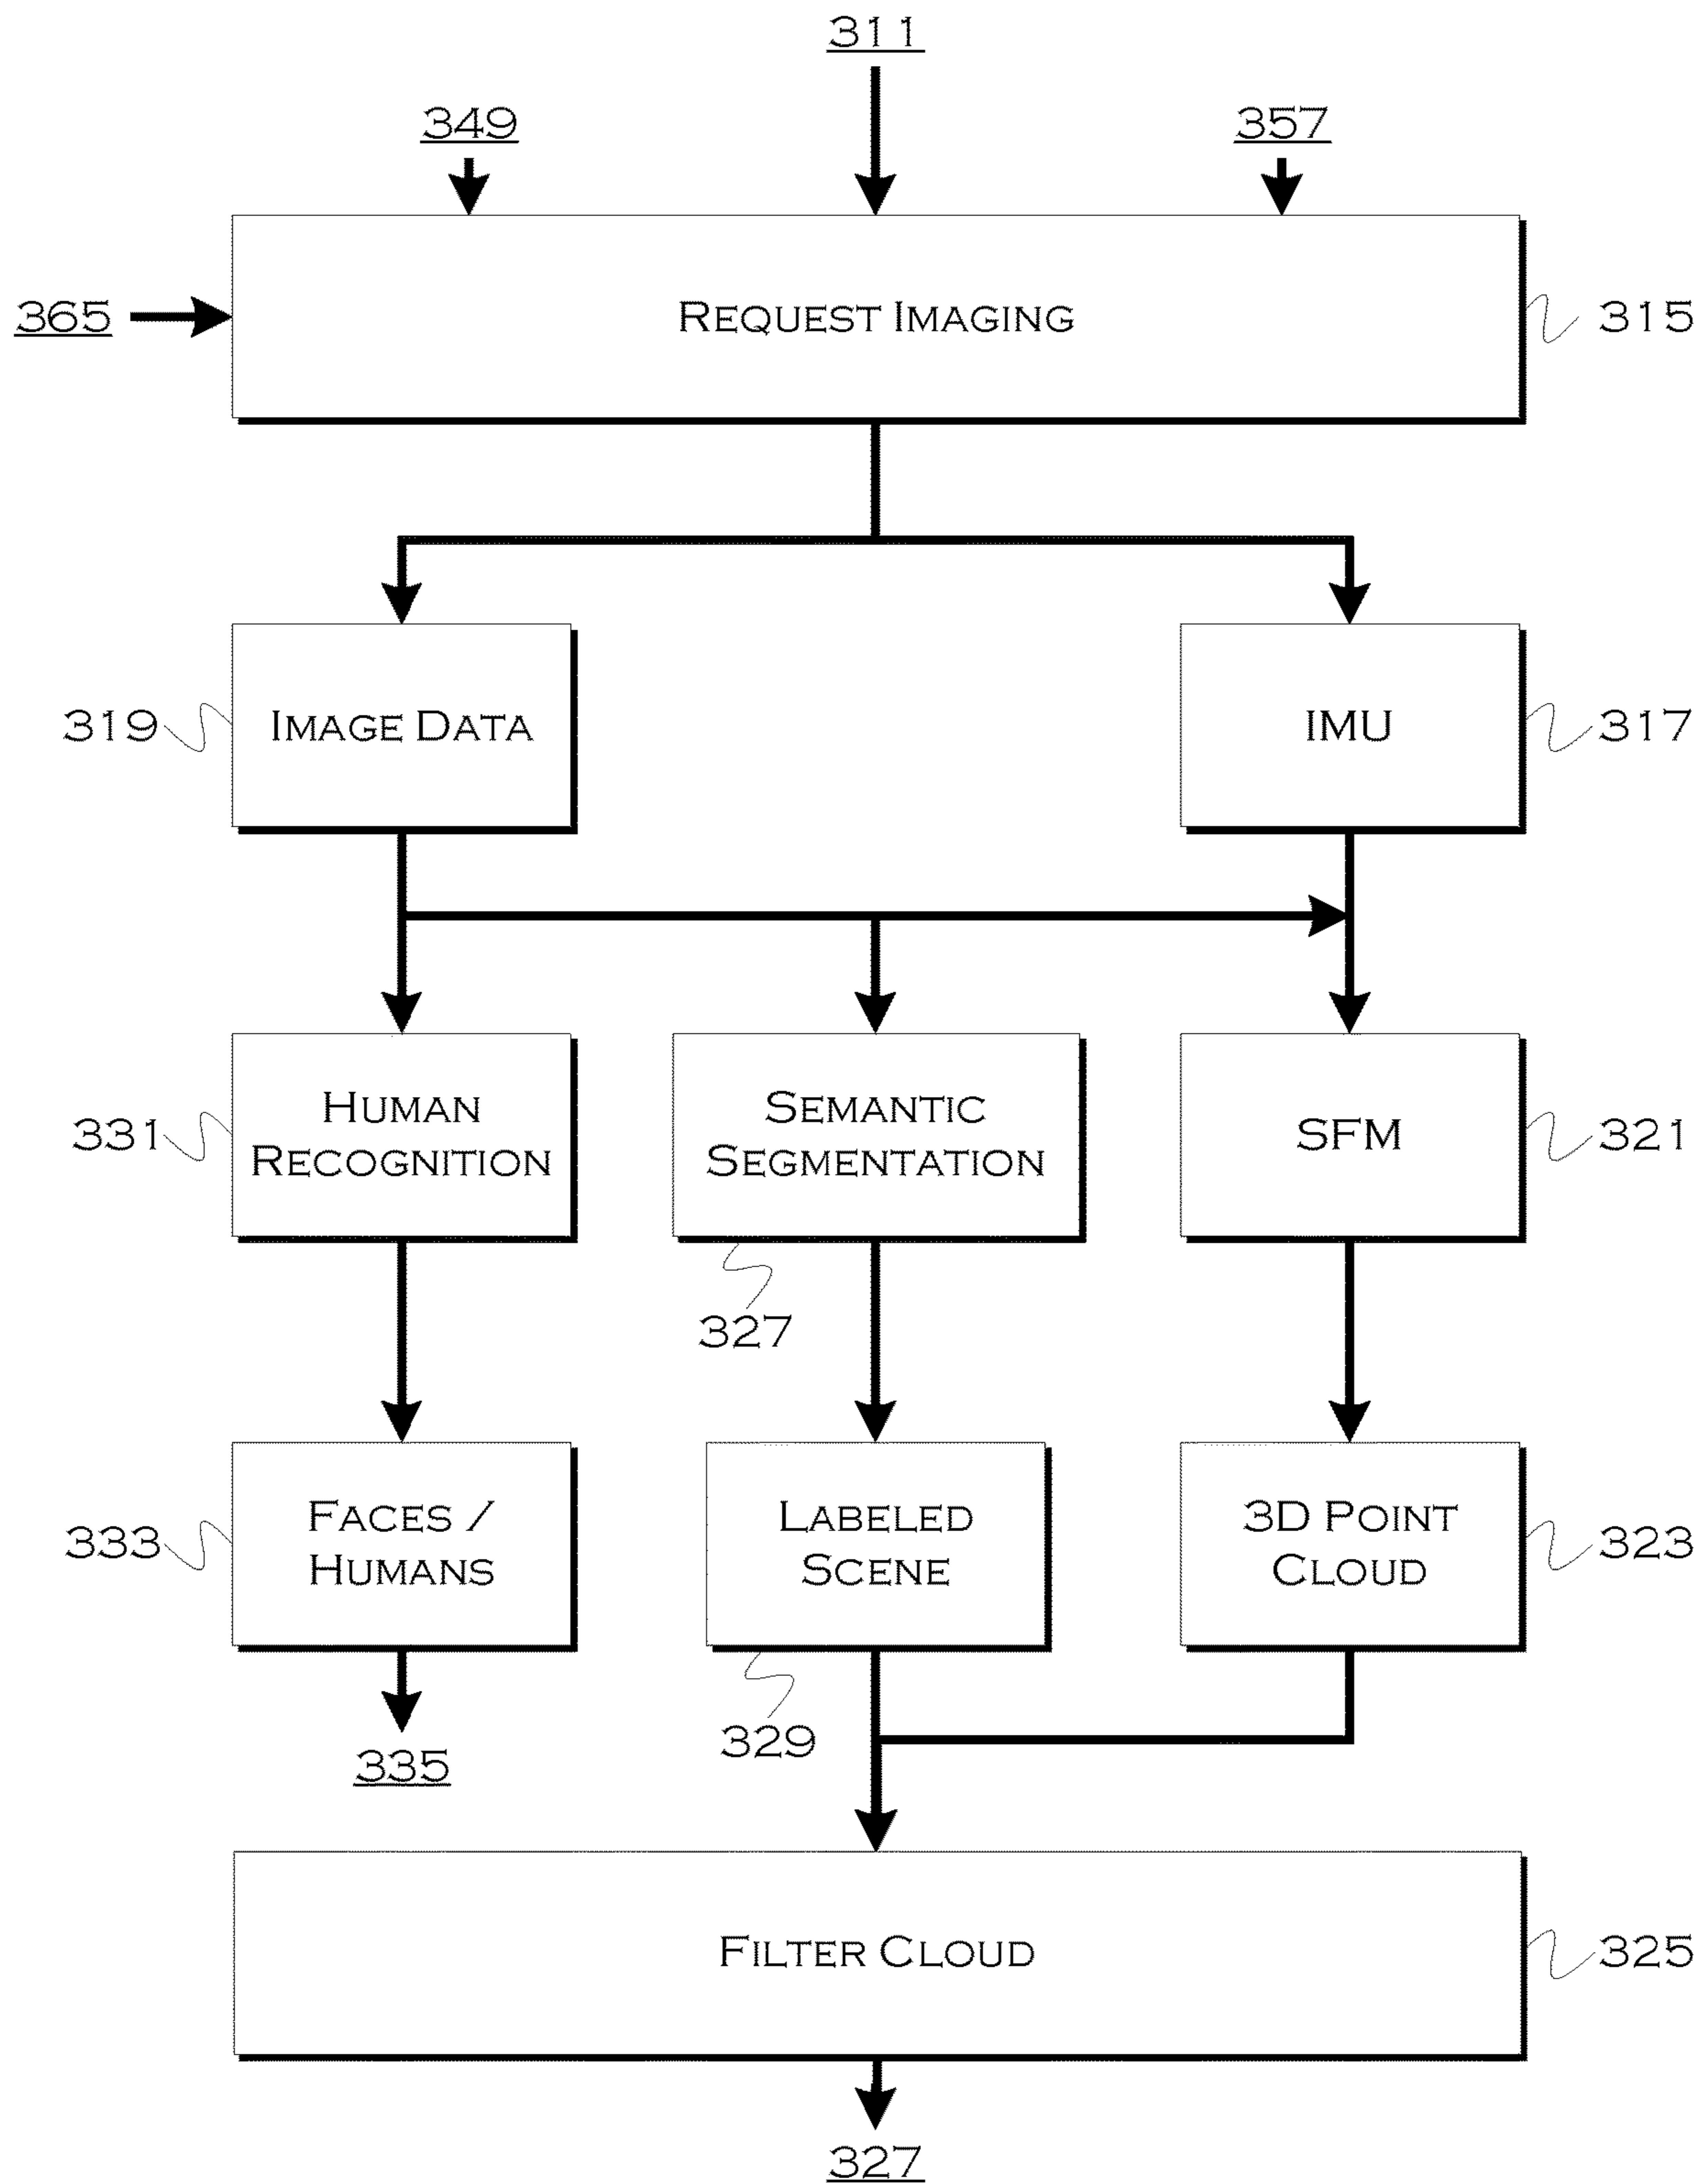 311
349
357
365
REQUEST IMAGING
315
319
IMAGE DATA
IMU
317
331
HUMAN
RECOGNITION
SEMANTIC
SEGMENTATION
327
SFM
321
333
FACES /
HUMANS
LABELED
SCENE
329
3D POINT
CLOUD
323
335
FILTER CLOUD
325
327